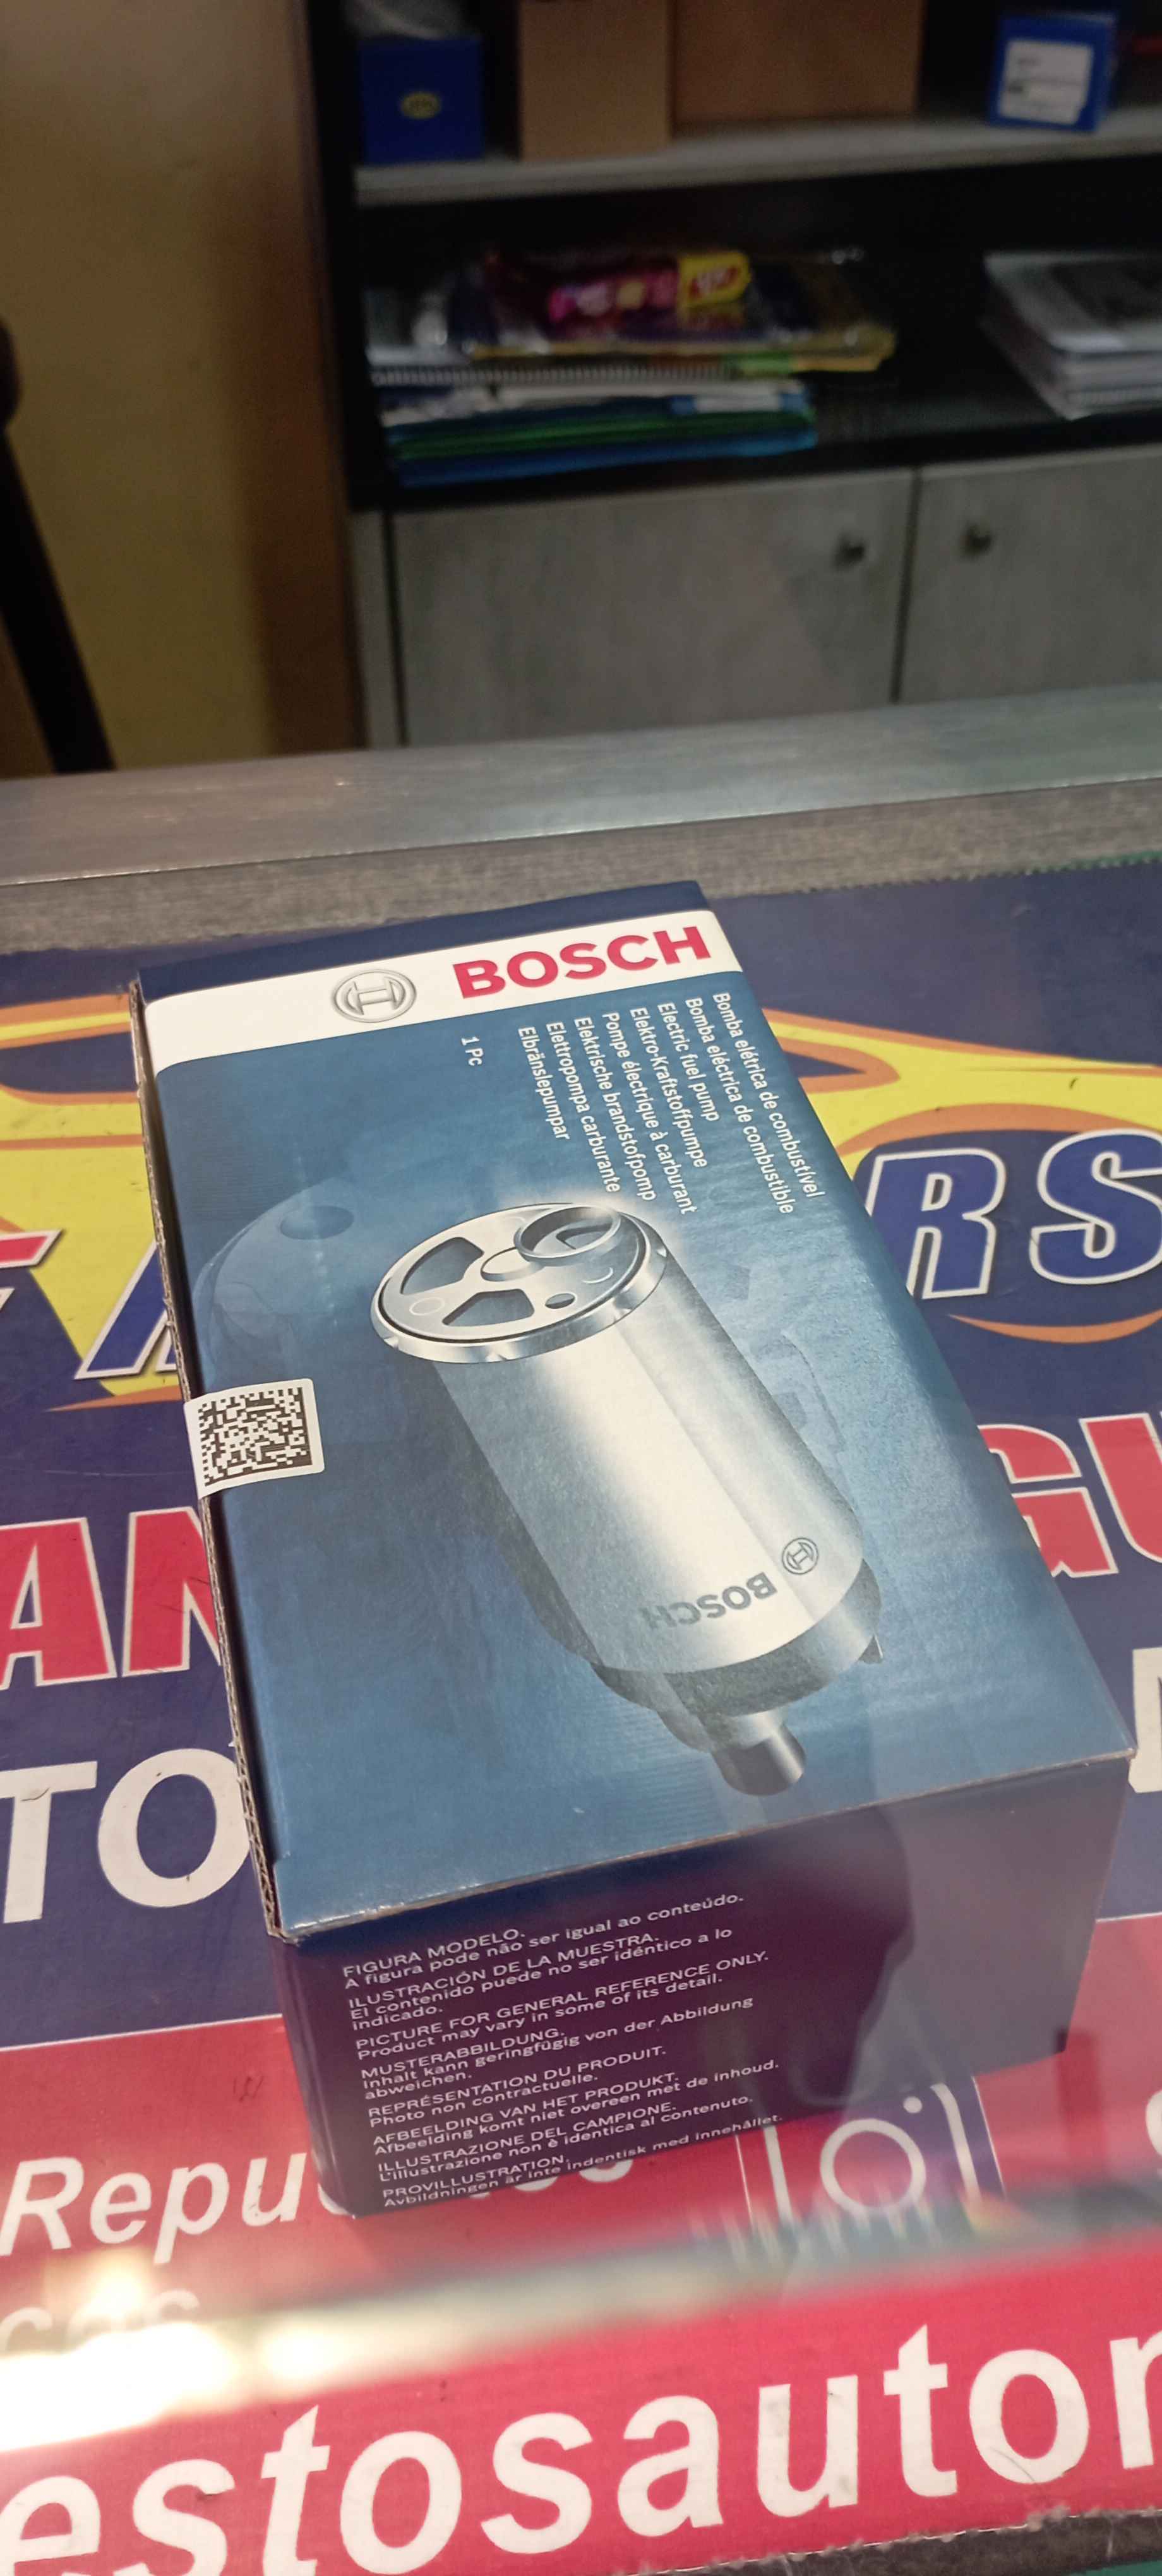 BOSCH
Bomba elétrica de combustível
Bomba eléctrica de combustible
Electric fuel pump
Elektro-Kraftstoffpumpe
Pompe électrique à carburant
Elektrische brandstofpomp
Elettropompa carburante
Elbränslepumpar
1 Pc
BOSCH
FIGURA MODELO.
A figura pode não ser igual ao conteúdo.
ILUSTRACIÓN DE LA MUESTRA.
El contenido puede no ser idéntico a lo
indicado.
PICTURE FOR GENERAL REFERENCE ONLY.
Product may vary in some of its detail.
MUSTERABBILDUNG.
Inhalt kann geringfügig von der Abbildung
abweichen.
REPRÉSENTATION DU PRODUIT.
Photo non contractuelle.
AFBEELDING VAN HET PRODUKT.
Afbeelding komt niet overeen met de inhoud.
ILLUSTRAZIONE DEL CAMPIONE.
L'illustrazione non è identica al contenuto.
PROVILLUSTRATION.
Avbildningen är inte indentisk med innehållet.
RS
AN
GU
TO
Repu
estosautor